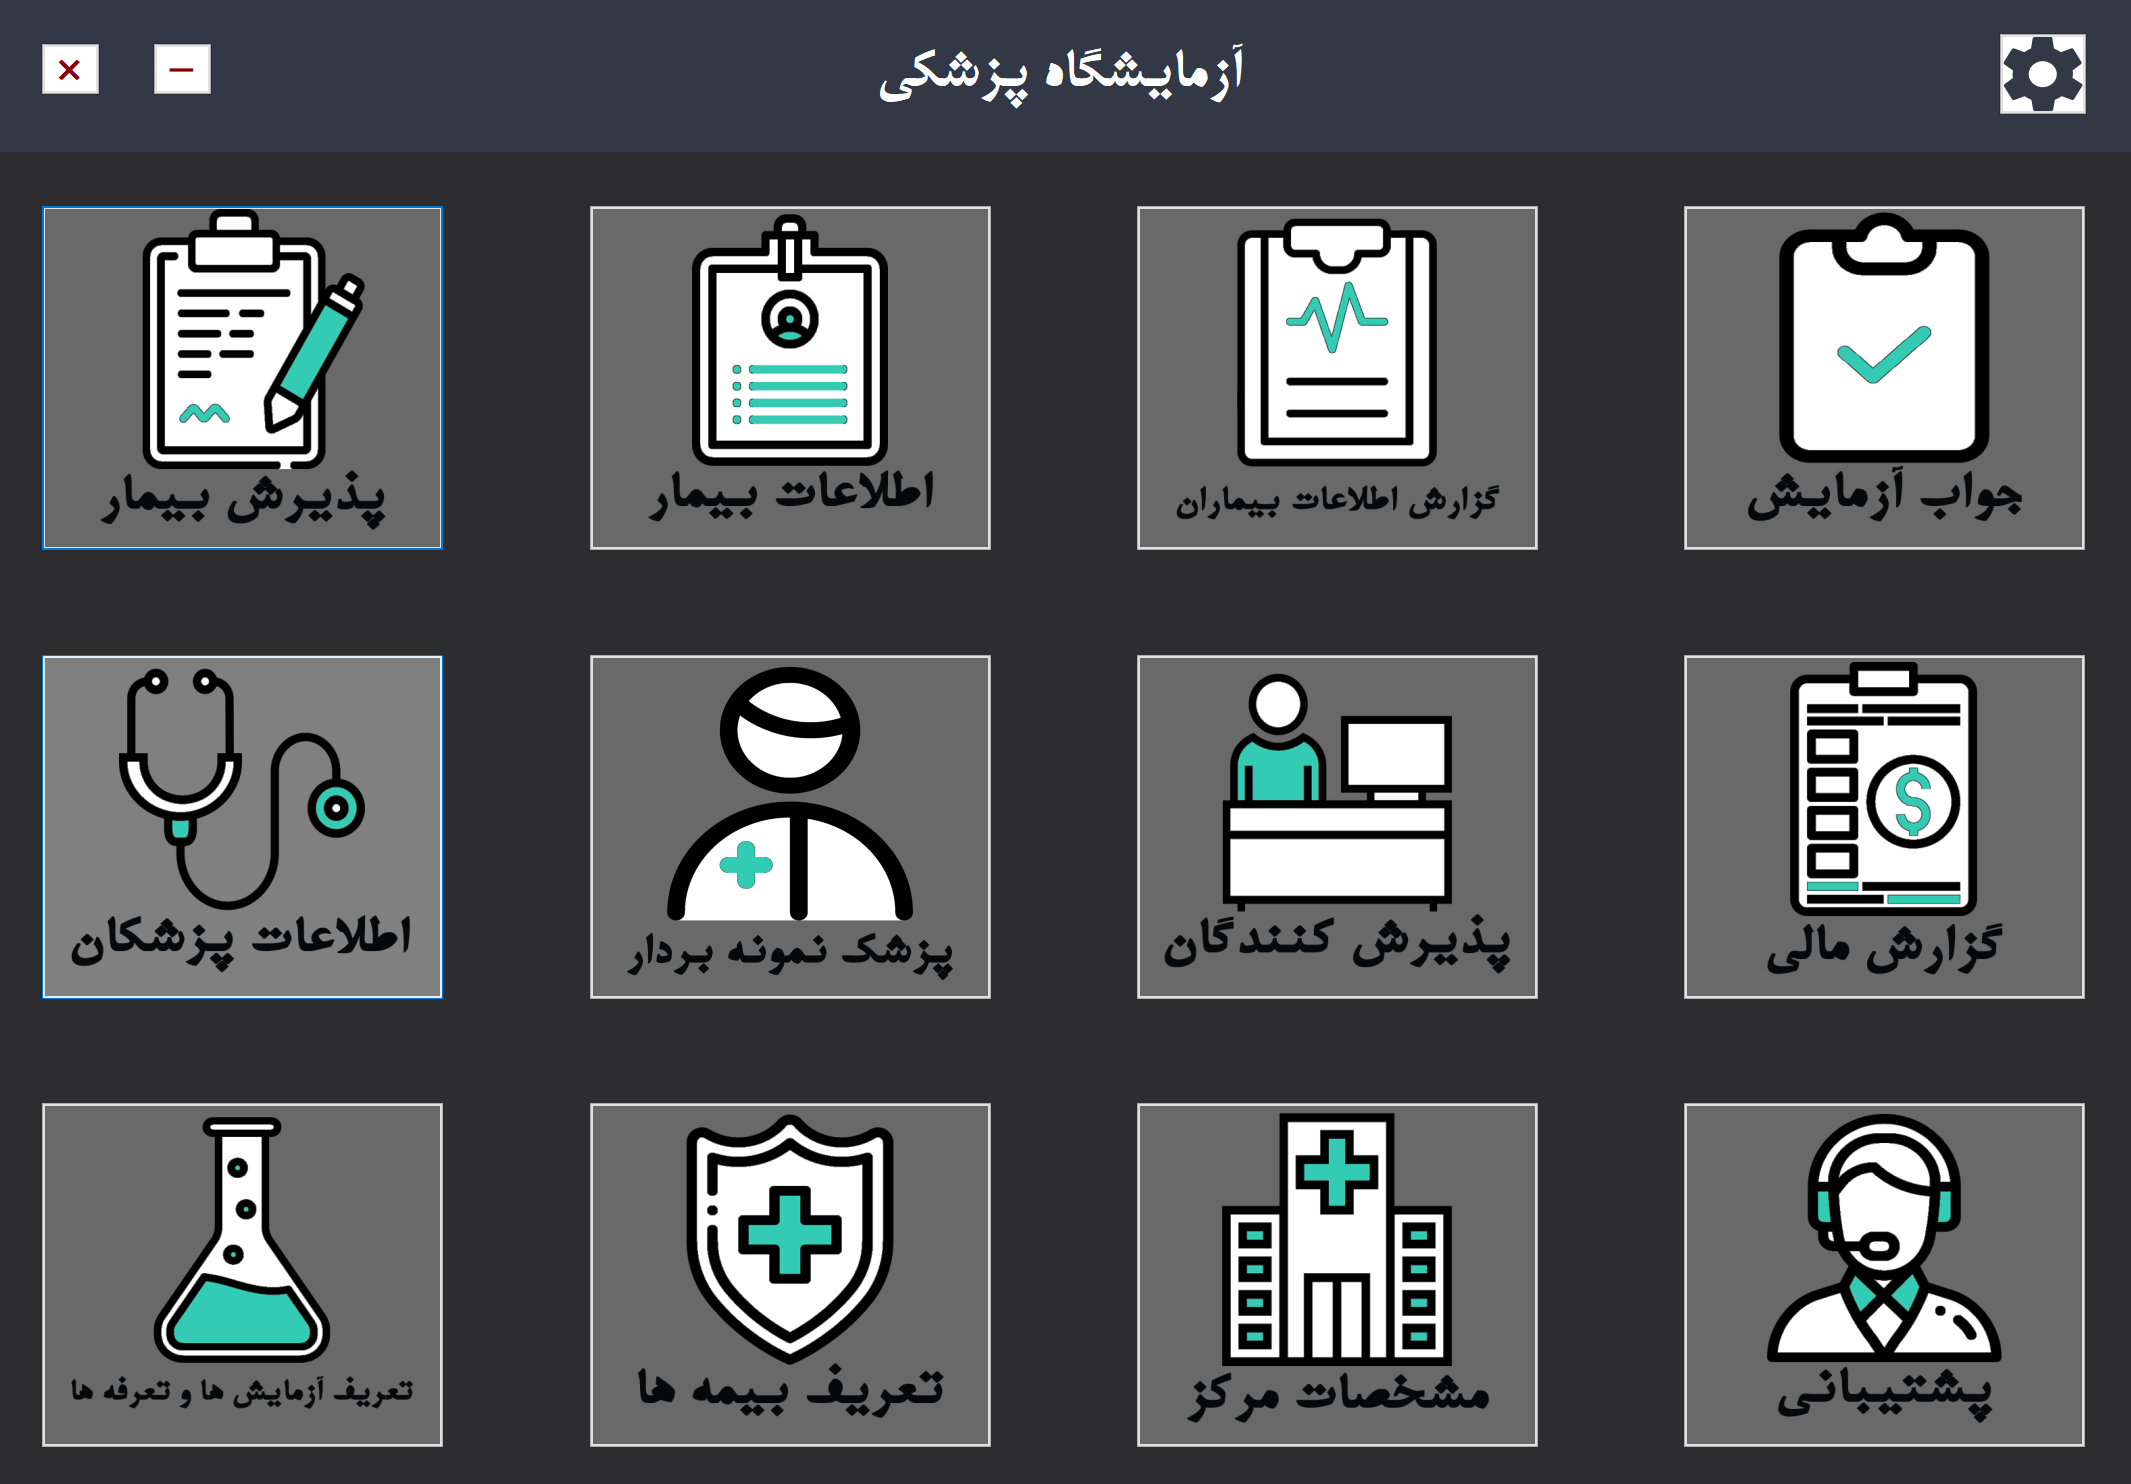 آزمایشگاه پزشکی
جواب آزمایش
گزارش اطلاعات بیماران
اطلاعات بیمار
پذیرش بیمار
گزارش مالی
پذیرش کنندگان
پزشک نمونه بردار
اطلاعات پزشکان
پشتیبانی
مشخصات مرکز
تعریف بیمه ها
تعریف آزمایش ها و تعرفه ها